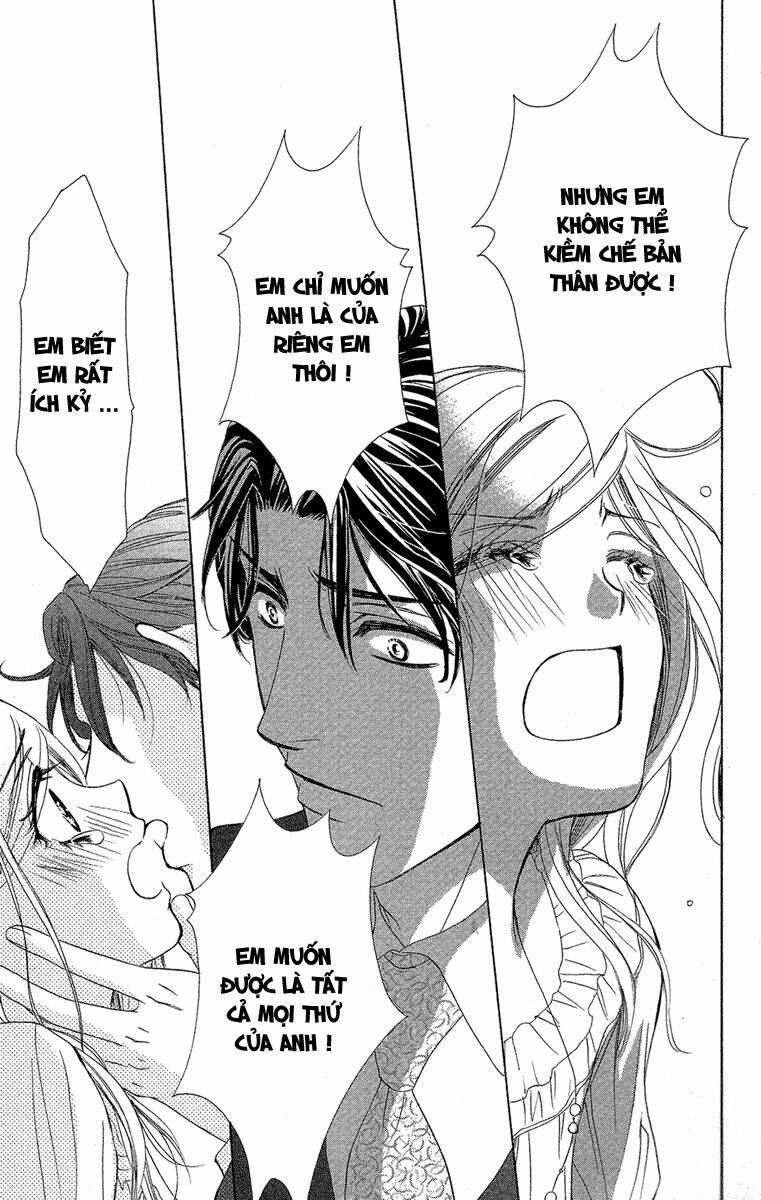 NHƯNG EM
KHÔNG THỂ
KIỀM CHẾ BẢN
THÂN ĐƯỢC !
EM CHỈ MUỐN
ANH LÀ CỦA
RIÊNG EM
THÔI !
EM MUỐN
ĐƯỢC LÀ TẤT
CẢ MỌI THỨ
CỦA ANH !
EM BIẾT
EM RẤT
ÍCH KỶ ...